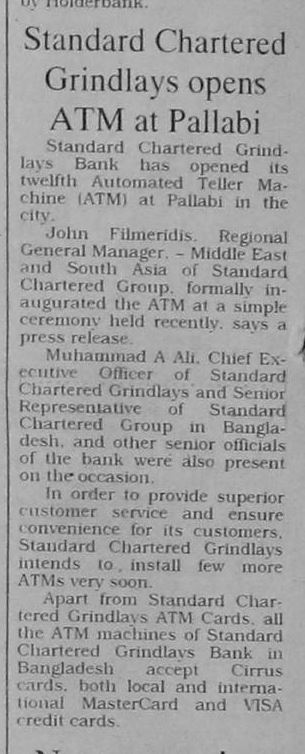 by Holderbank.
Standard Chartered
Grindlays opens
ATM at Pallabi
Standard Chartered Grind-
lays Bank has opened its
twelfth Automated Teller Ma-
chine (ATM) at Pallabi in the
city.
John Filmeridis, Regional
General Manager, - Middle East
and South Asia of Standard
Chartered Group, formally in-
augurated the ATM at a simple
ceremony held recently, says a
press release.
Muhammad A Ali, Chief Ex-
ecutive Officer of Standard
Chartered Grindlays and Senior
Representative of Standard
Chartered Group in Bangla-
desh, and other senior officials
of the bank were also present
on the occasion.
In order to provide superior
customer service and ensure
convenience for its customers,
Standard Chartered Grindlays
intends to install few more
ATMs very soon.
Apart from Standard Char-
tered Grindlays ATM Cards, all
the ATM machines of Standard
Chartered Grindlays Bank in
Bangladesh accept Cirrus
cards, both local and interna-
tional MasterCard and VISA
credit cards.